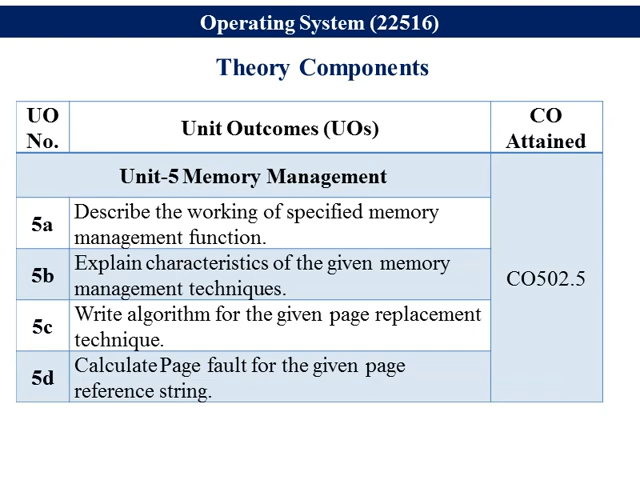 Operating System (22516)
Theory Components
UO No.
Unit Outcomes (UOs)
CO Attained
Unit-5 Memory Management
5a
Describe the working of specified memory
management function.
5b
Explain characteristics of the given memory
management techniques.
5c
Write algorithm for the given page replacement
technique.
5d
Calculate Page fault for the given page
reference string.
CO502.5